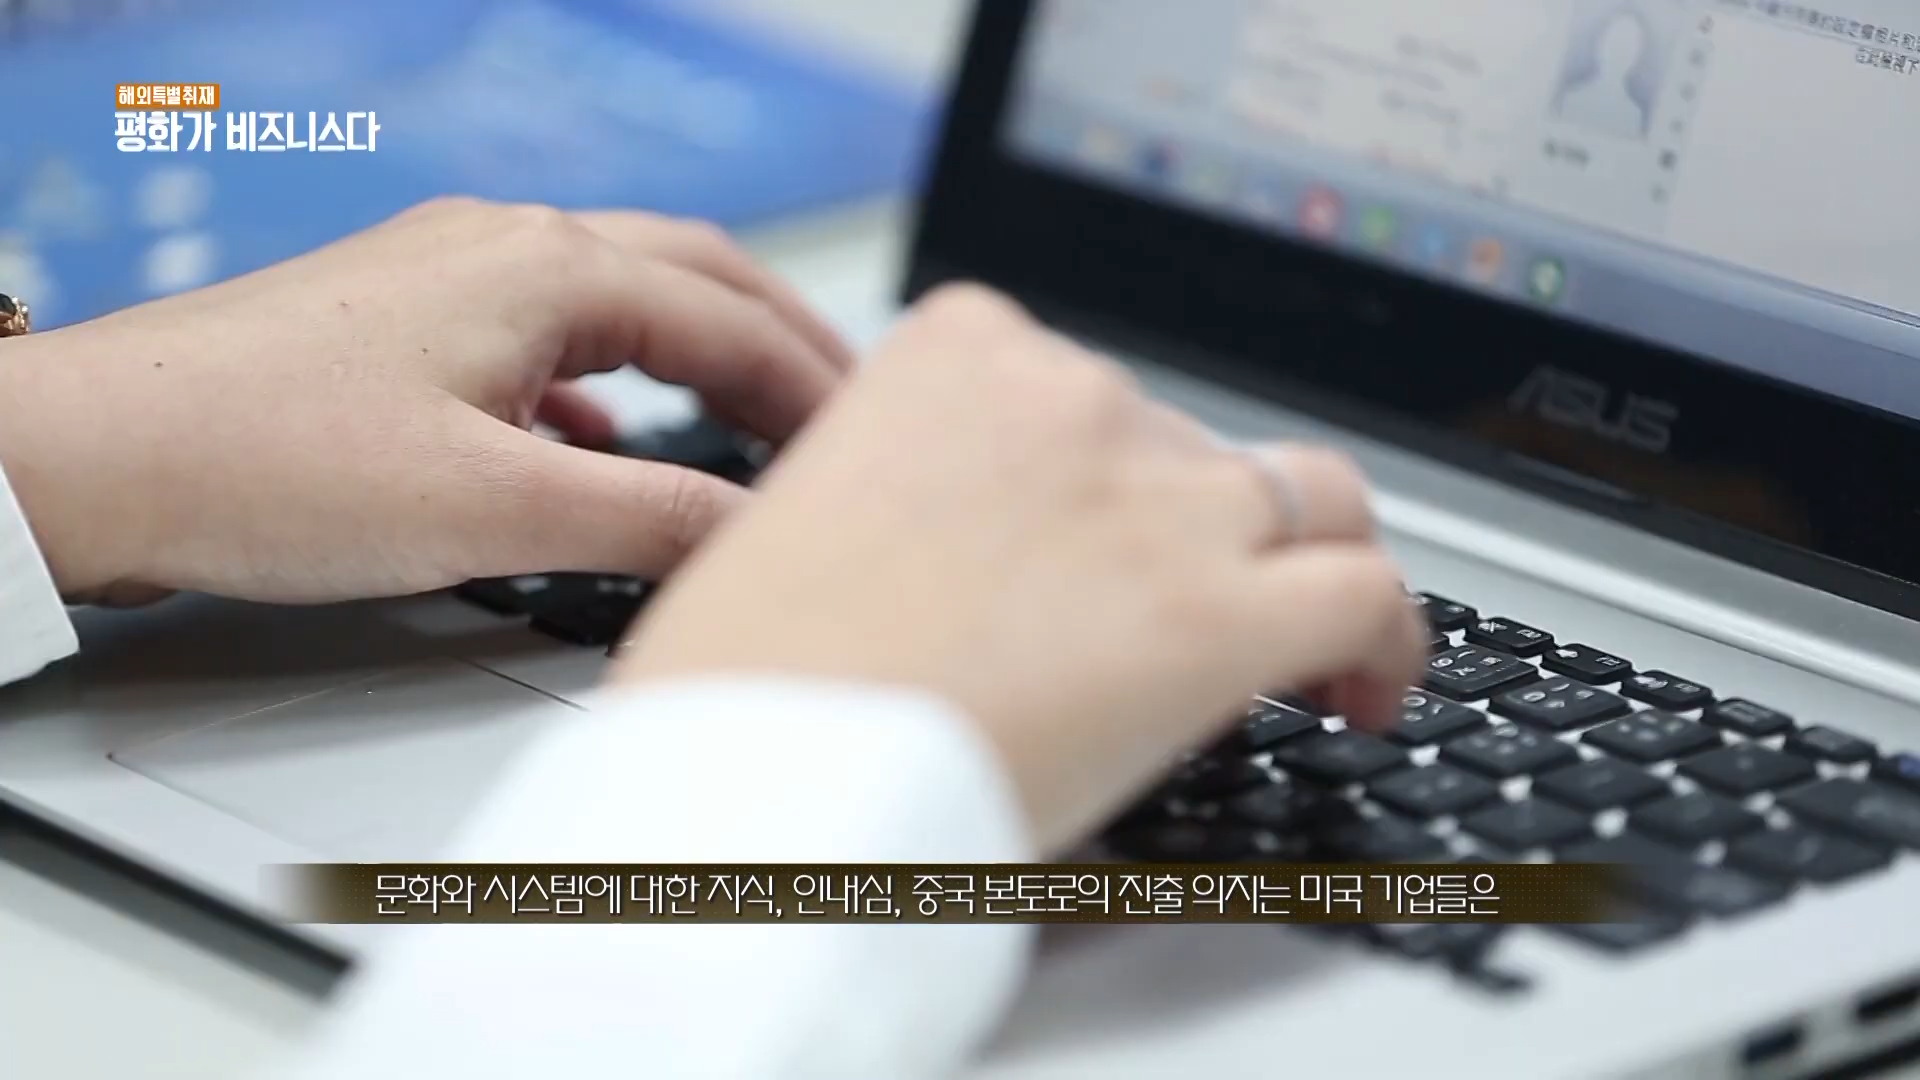 해외특별취재
평화가 비즈니스다
ASUS
문화와 시스템에 대한 지식, 인내심, 중국 본토로의 진출 의지는 미국 기업들은